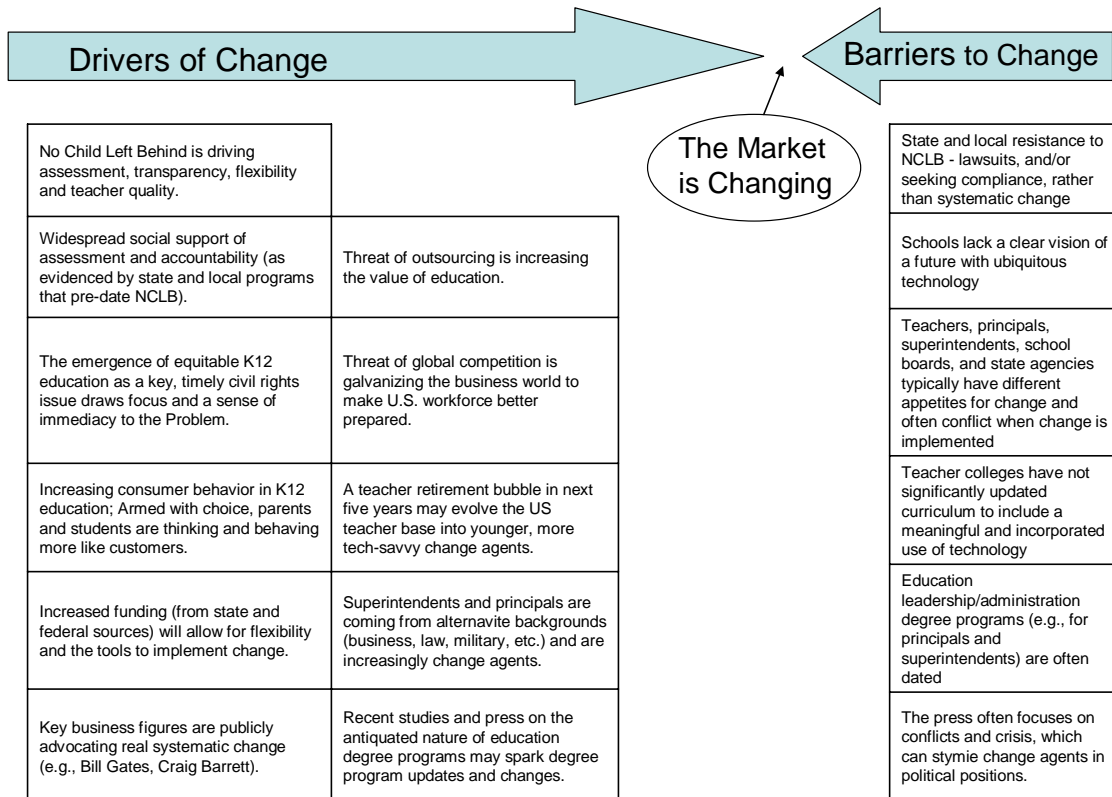 Drivers of Change
Barriers to Change
The Market
is Changing
No Child Left Behind is driving
assessment, transparency, flexibility
and teacher quality.
Widespread social support of
assessment and accountability (as
evidenced by state and local programs
that pre-date NCLB).
Threat of outsourcing is increasing
the value of education.
The emergence of equitable K12
education as a key, timely civil rights
issue draws focus and a sense of
immediacy to the Problem.
Threat of global competition is
galvanizing the business world to
make U.S. workforce better
prepared.
Increasing consumer behavior in K12
education; Armed with choice, parents
and students are thinking and behaving
more like customers.
A teacher retirement bubble in next
five years may evolve the US
teacher base into younger, more
tech-savvy change agents.
Increased funding (from state and
federal sources) will allow for flexibility
and the tools to implement change.
Superintendents and principals are
coming from alternavite backgrounds
(business, law, military, etc.) and are
increasingly change agents.
Key business figures are publicly
advocating real systematic change
(e.g., Bill Gates, Craig Barrett).
Recent studies and press on the
antiquated nature of education
degree programs may spark degree
program updates and changes.
State and local resistance to
NCLB - lawsuits, and/or
seeking compliance, rather
than systematic change
Schools lack a clear vision of
a future with ubiquitous
technology
Teachers, principals,
superintendents, school
boards, and state agencies
typically have different
appetites for change and
often conflict when change is
implemented
Teacher colleges have not
significantly updated
curriculum to include a
meaningful and incorporated
use of technology
Education
leadership/administration
degree programs (e.g., for
principals and
superintendents) are often
dated
The press often focuses on
conflicts and crisis, which
can stymie change agents in
political positions.